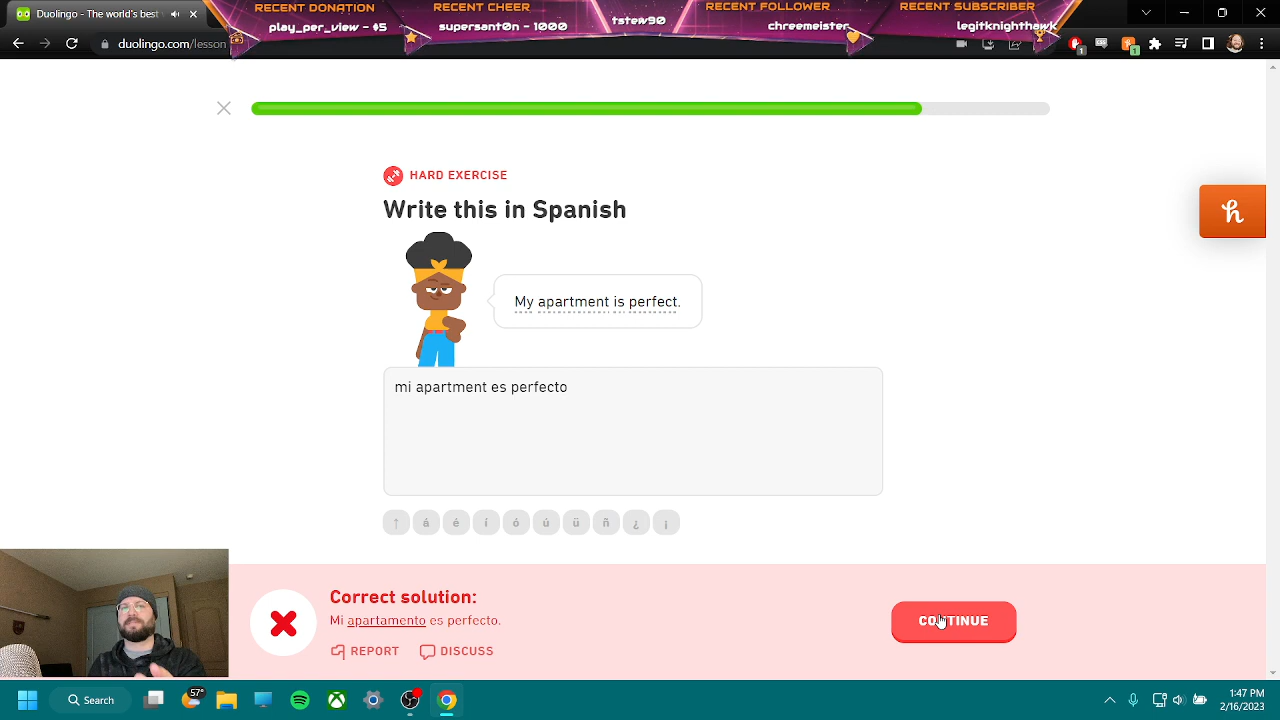 RECENT DONATION
play_per_view - $5
RECENT CHEER
supersant0n - 1000
tstew90
RECENT FOLLOWER
chreemeister
RECENT SUBSCRIBER
legitknighthawk
Duolingo - The world's best
duolingo.com/lesson
1
1
HARD EXERCISE
Write this in Spanish
My apartment is perfect.
mi apartment es perfecto
↑ á é í ó ú ü ñ ¿ ¡
Correct solution:
Mi apartamento es perfecto.
REPORT DISCUSS
CONTINUE
Search
57°
1:47 PM
2/16/2023